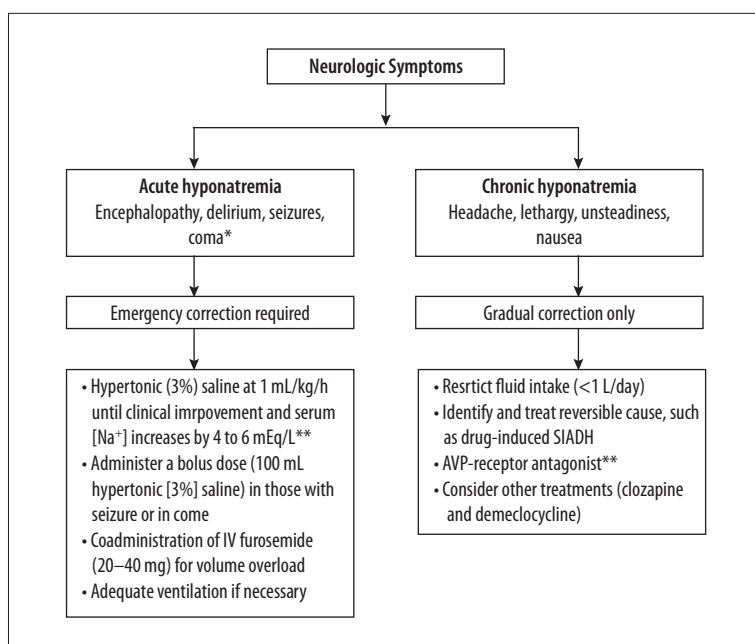 Neurologic Symptoms
Acute hyponatremia
Encephalopathy, delirium, seizures,
coma*
Emergency correction required
• Hypertonic (3%) saline at 1 mL/kg/h
until clinical imrpovement and serum
[Na⁺] increases by 4 to 6 mEq/L**
• Administer a bolus dose (100 mL
hypertonic [3%] saline) in those with
seizure or in come
• Coadministration of IV furosemide
(20–40 mg) for volume overload
• Adequate ventilation if necessary
Chronic hyponatremia
Headache, lethargy, unsteadiness,
nausea
Gradual correction only
• Resrtict fluid intake (<1 L/day)
• Identify and treat reversible cause, such
as drug-induced SIADH
• AVP-receptor antagonist**
• Consider other treatments (clozapine
and demeclocycline)